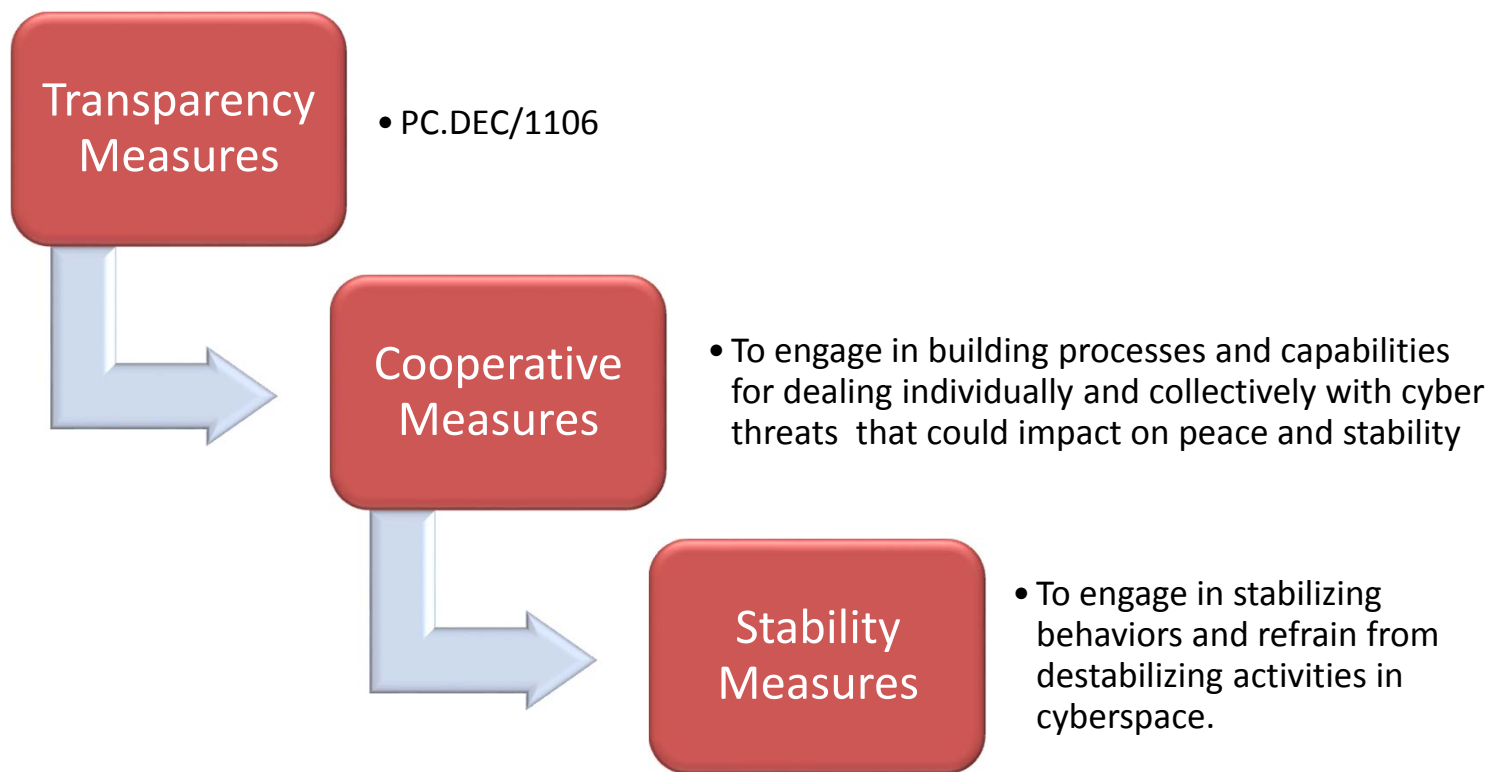 Transparency
Measures
• PC.DEC/1106
Cooperative
Measures
• To engage in building processes and capabilities
for dealing individually and collectively with cyber
threats  that could impact on peace and stability
Stability
Measures
• To engage in stabilizing
behaviors and refrain from
destabilizing activities in
cyberspace.